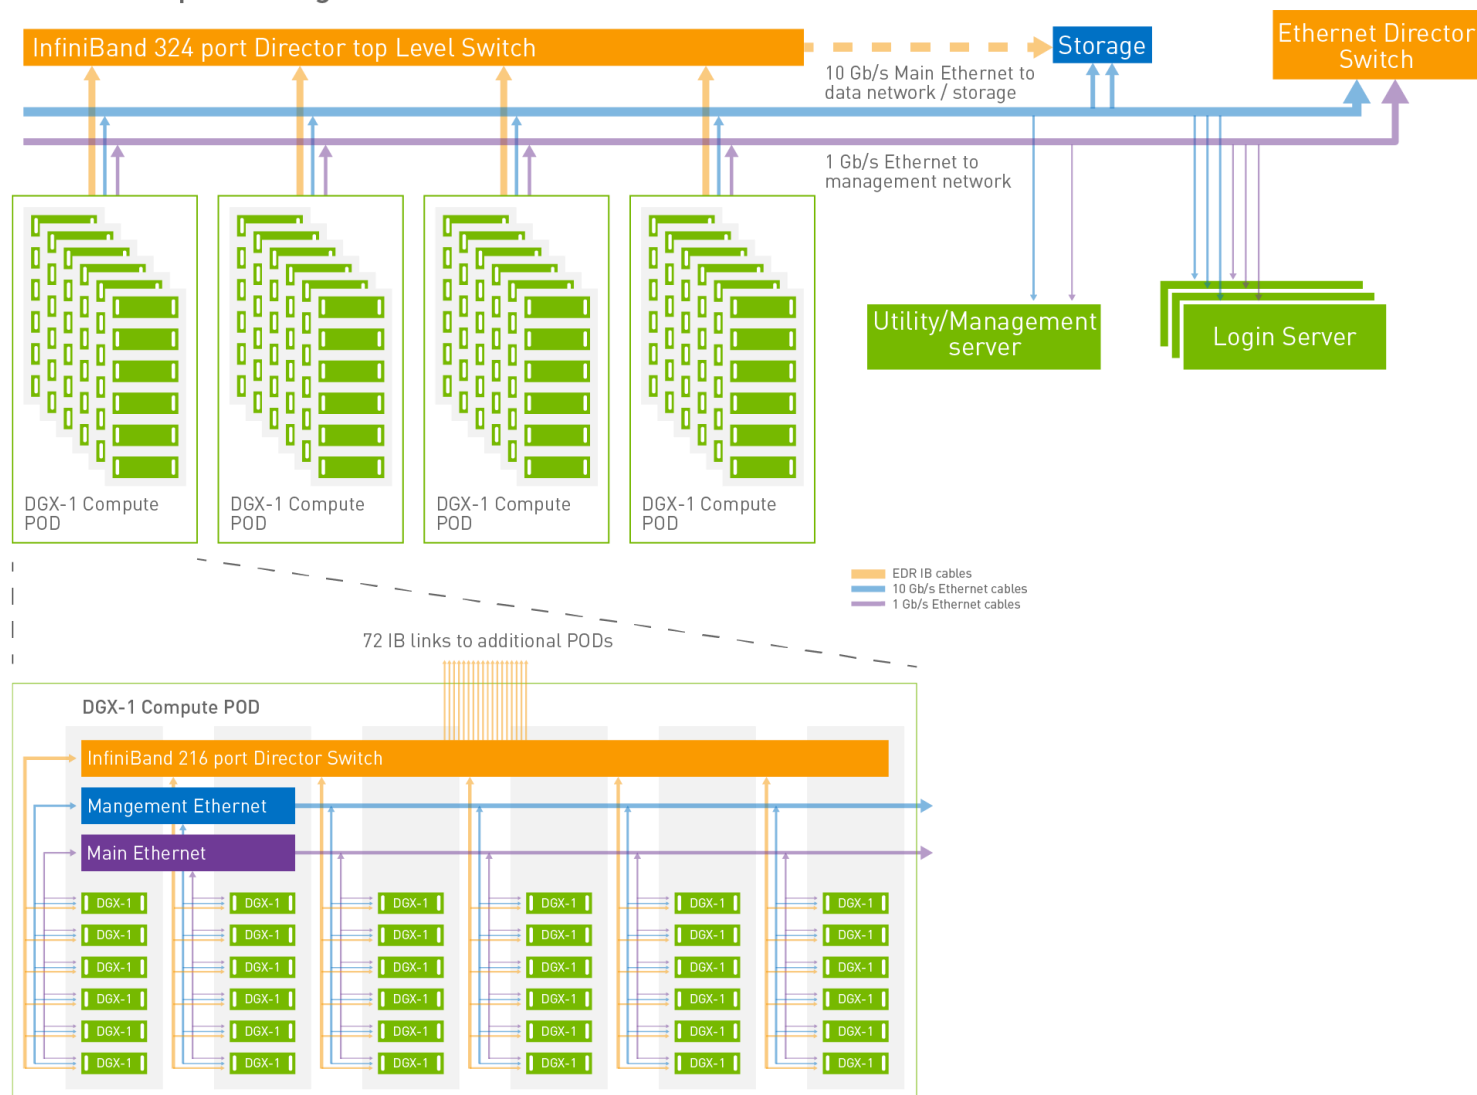 InfiniBand 324 port Director top Level Switch
Storage
Ethernet Director
Switch
10 Gb/s Main Ethernet to
data network / storage
1 Gb/s Ethernet to
management network
Utility/Management
server
Login Server
DGX-1 Compute
POD
DGX-1 Compute
POD
DGX-1 Compute
POD
DGX-1 Compute
POD
EDR IB cables
10 Gb/s Ethernet cables
1 Gb/s Ethernet cables
72 IB links to additional PODs
DGX-1 Compute POD
InfiniBand 216 port Director Switch
Mangement Ethernet
Main Ethernet
DGX-1 DGX-1 DGX-1 DGX-1 DGX-1 DGX-1
DGX-1 DGX-1 DGX-1 DGX-1 DGX-1 DGX-1
DGX-1 DGX-1 DGX-1 DGX-1 DGX-1 DGX-1
DGX-1 DGX-1 DGX-1 DGX-1 DGX-1 DGX-1
DGX-1 DGX-1 DGX-1 DGX-1 DGX-1 DGX-1
DGX-1 DGX-1 DGX-1 DGX-1 DGX-1 DGX-1